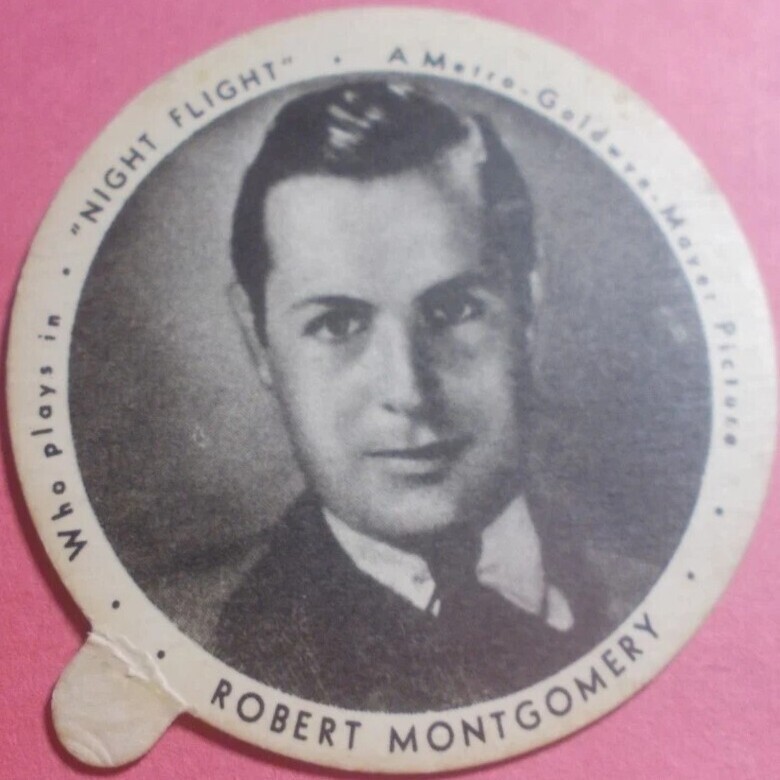 Who plays in • "NIGHT FLIGHT" • A Metro-Goldwyn-Mayer Picture •
• ROBERT MONTGOMERY •